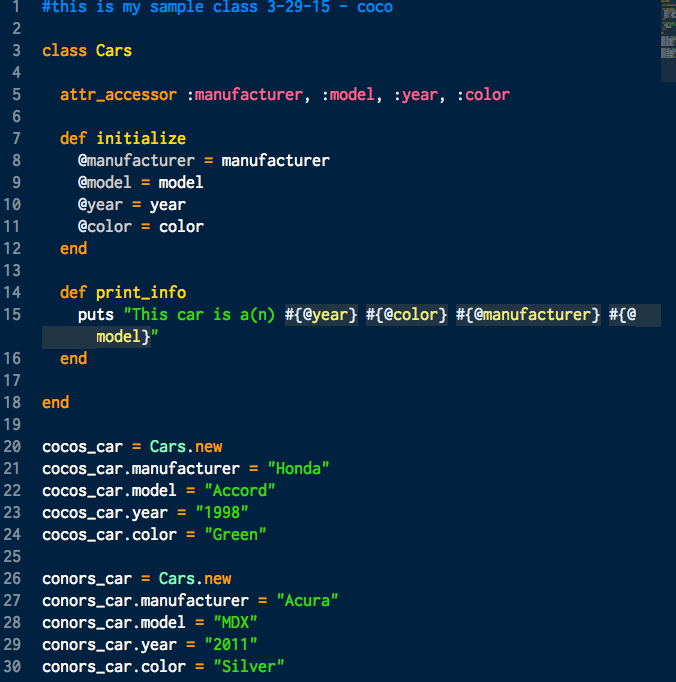 1 #this is my sample class 3-29-15 - coco
2
3 class Cars
4
5   attr_accessor :manufacturer, :model, :year, :color
6
7   def initialize
8     @manufacturer = manufacturer
9     @model = model
10     @year = year
11     @color = color
12   end
13
14   def print_info
15     puts "This car is a(n) #{@year} #{@color} #{@manufacturer} #{@
      model}"
16   end
17
18 end
19
20 cocos_car = Cars.new
21 cocos_car.manufacturer = "Honda"
22 cocos_car.model = "Accord"
23 cocos_car.year = "1998"
24 cocos_car.color = "Green"
25
26 conors_car = Cars.new
27 conors_car.manufacturer = "Acura"
28 conors_car.model = "MDX"
29 conors_car.year = "2011"
30 conors_car.color = "Silver"